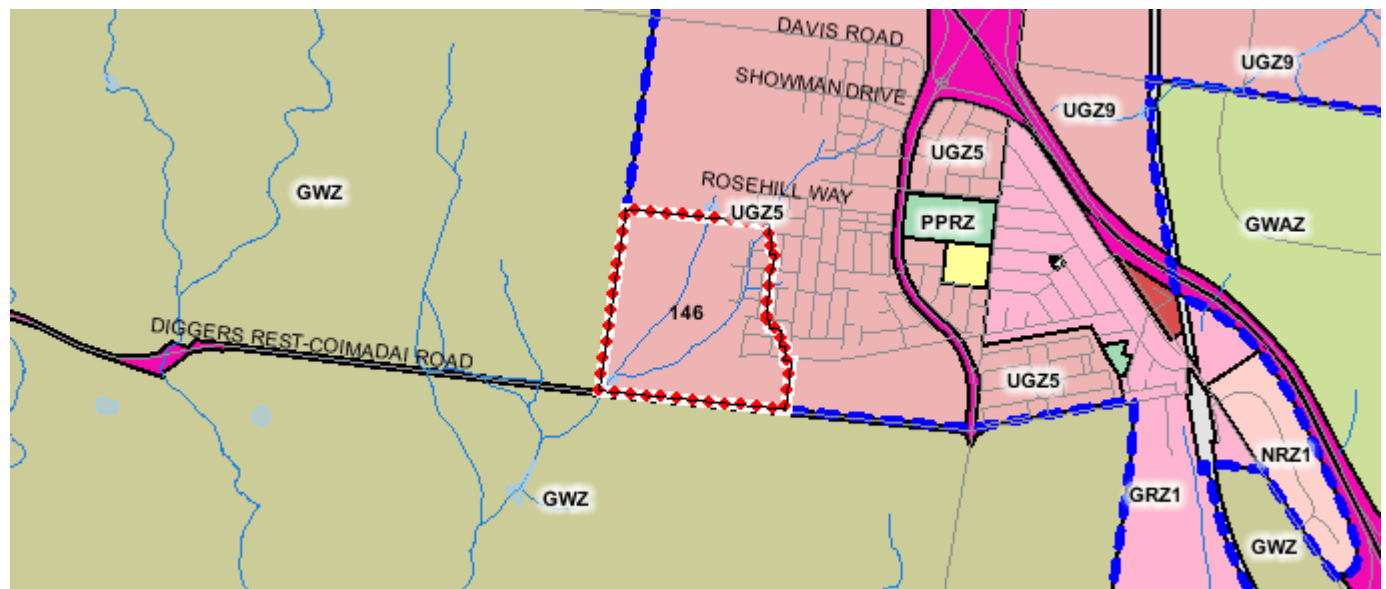 DAVIS ROAD
UGZ9
SHOWMAN DRIVE
UGZ9
UGZ5
GWZ
ROSEHILL WAY
UGZ5
PPRZ
GWAZ
146
DIGGERS REST-COIMADAI ROAD
UGZ5
NRZ1
GWZ
GRZ1
GWZ